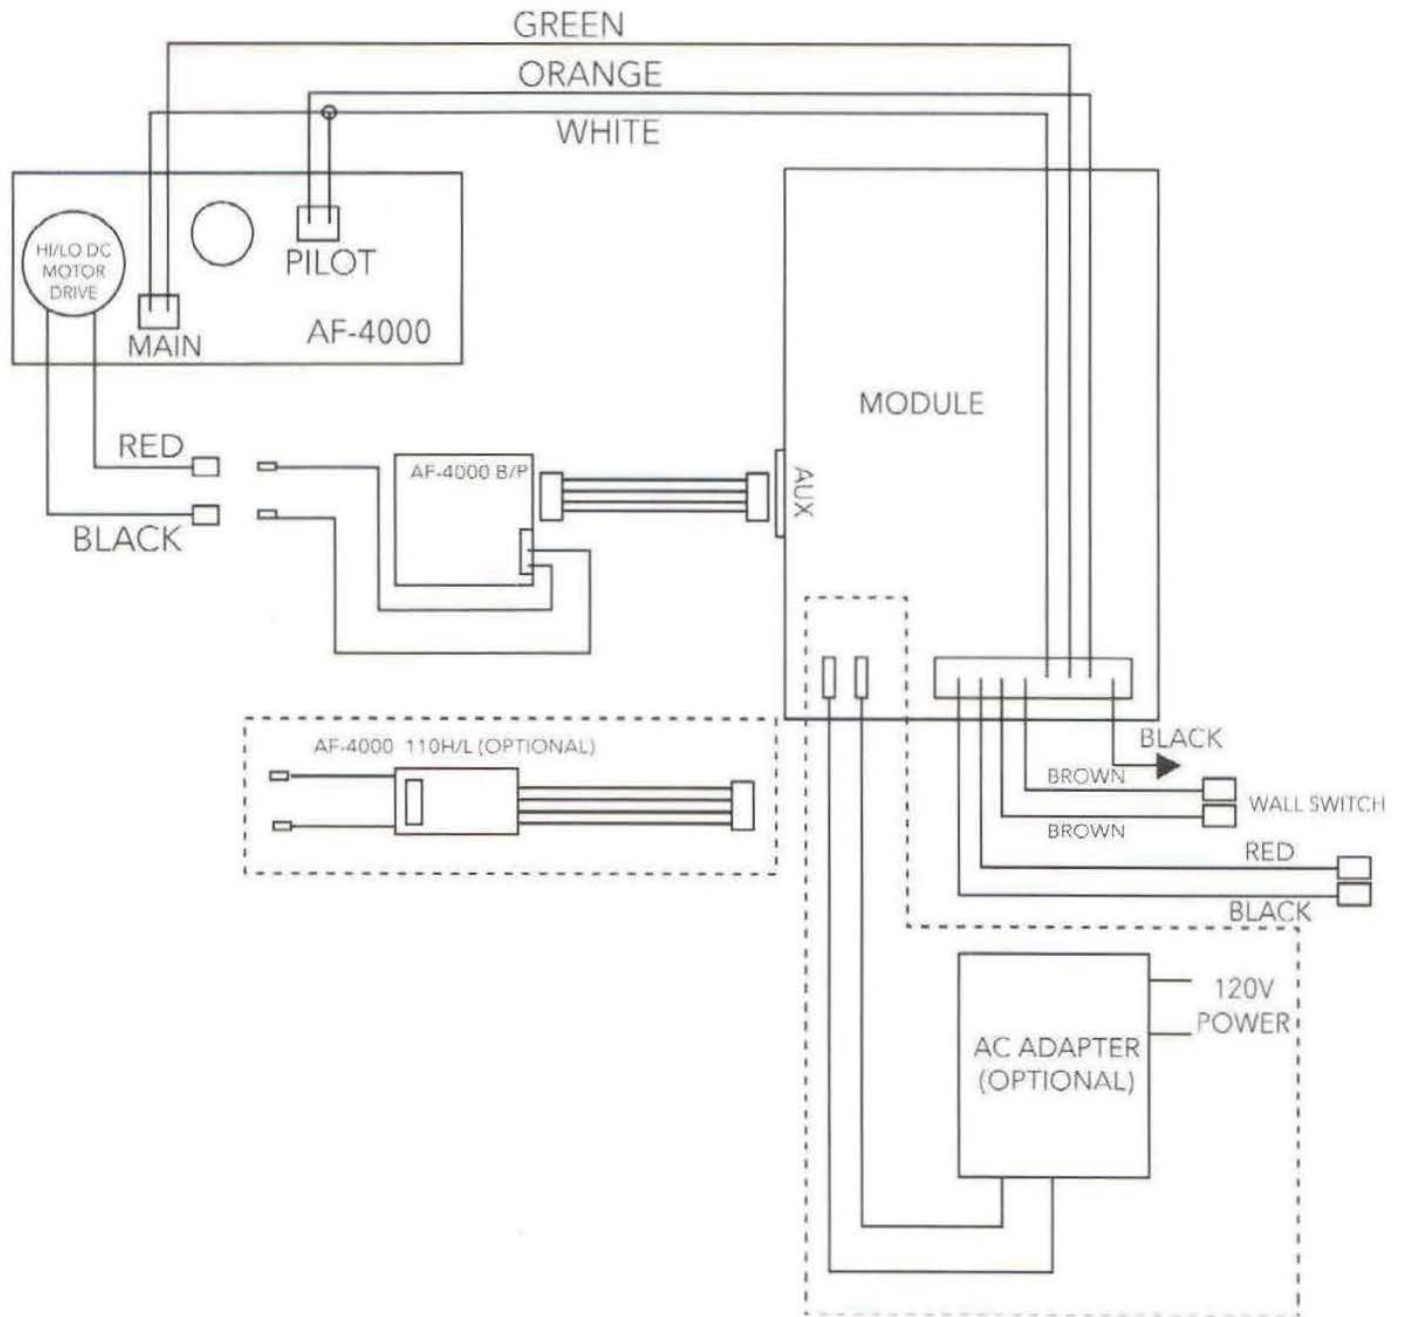 GREEN
ORANGE
WHITE
HI/LO DC
MOTOR
DRIVE
PILOT
MAIN
AF-4000
MODULE
RED
AF-4000 B/P
AUX
BLACK
AF-4000 110H/L (OPTIONAL)
BLACK
BROWN
WALL SWITCH
BROWN
RED
BLACK
120V
POWER
AC ADAPTER
(OPTIONAL)